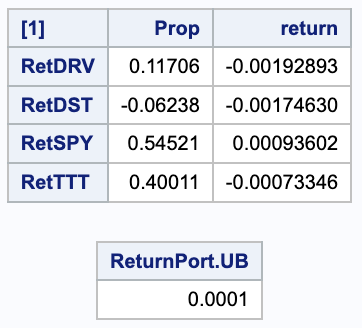 [1] Prop return
RetDRV 0.11706 -0.00192893
RetDST -0.06238 -0.00174630
RetSPY 0.54521 0.00093602
RetTTT 0.40011 -0.00073346
ReturnPort.UB
0.0001